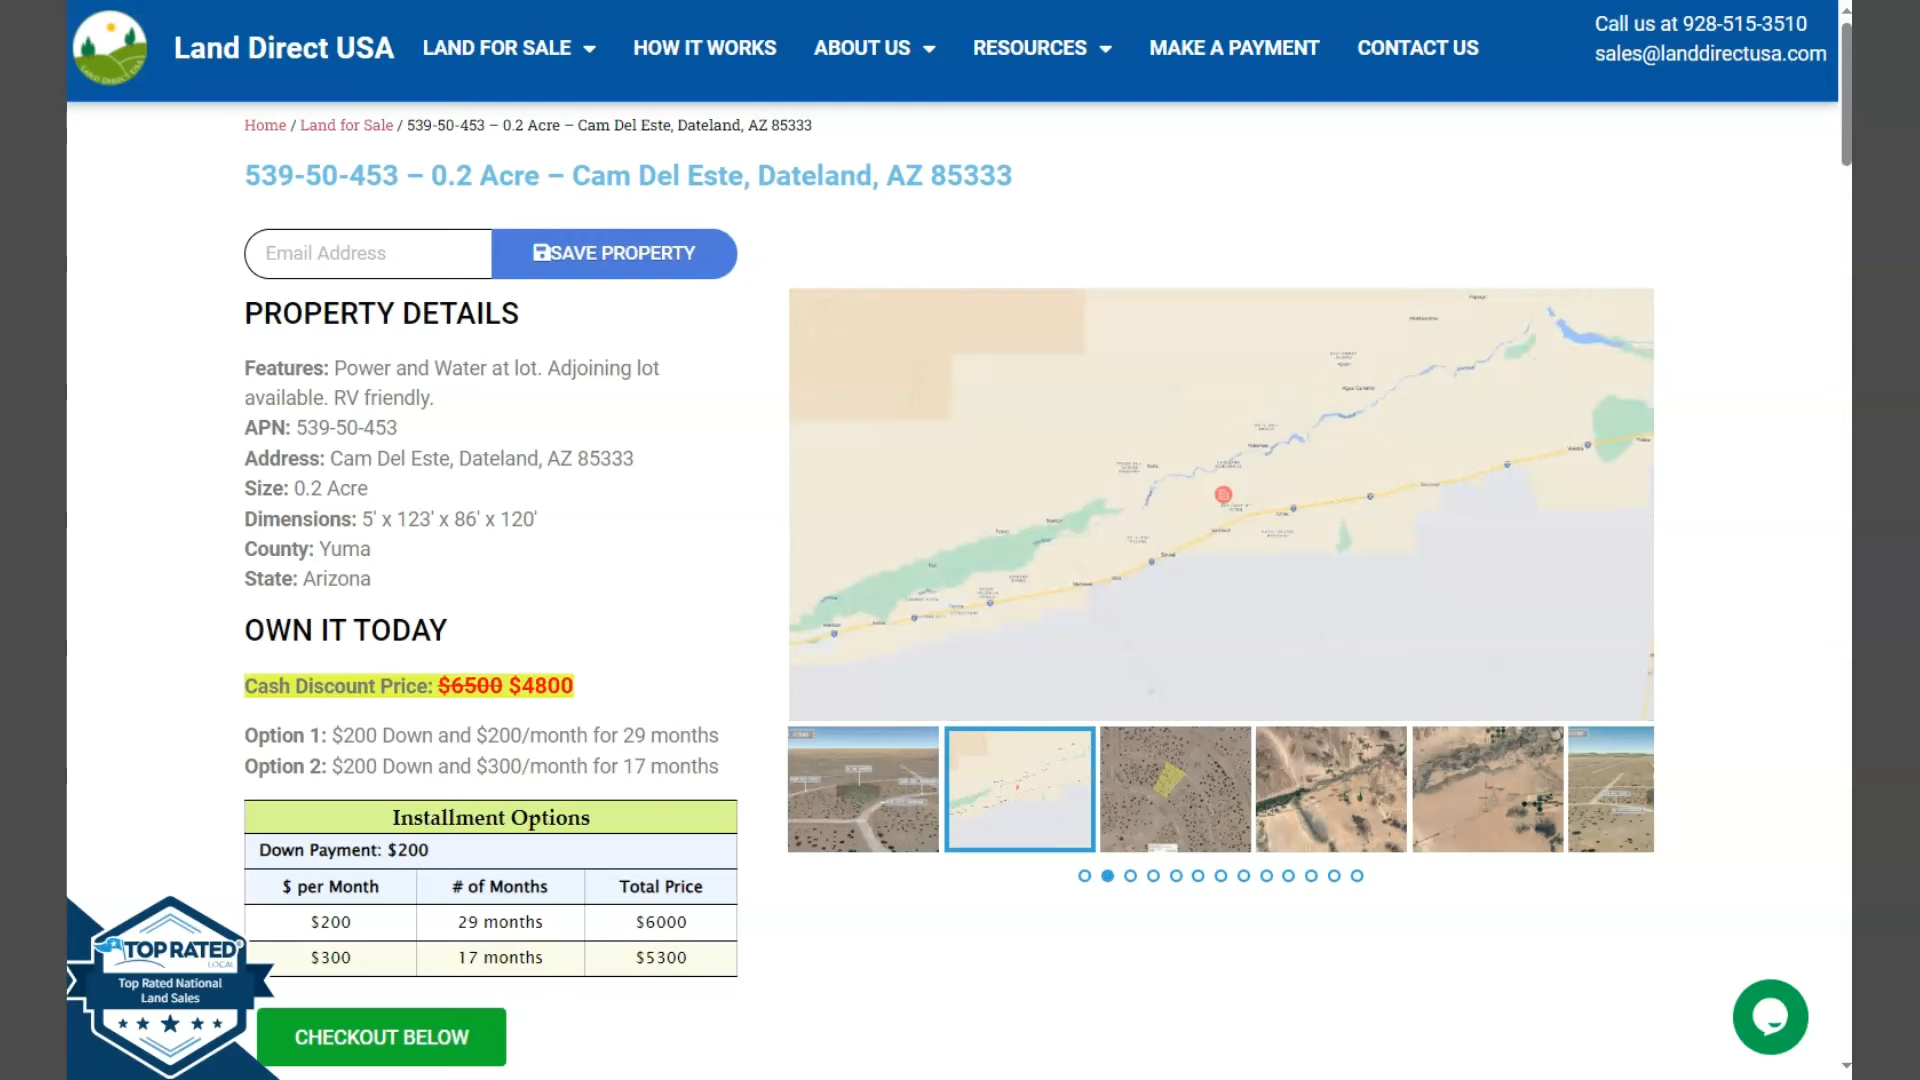 Land Direct USA
LAND FOR SALE
HOW IT WORKS
ABOUT US
RESOURCES
MAKE A PAYMENT
CONTACT US
Call us at 928-515-3510
sales@landdirectusa.com
Home / Land for Sale / 539-50-453 – 0.2 Acre – Cam Del Este, Dateland, AZ 85333
539-50-453 – 0.2 Acre – Cam Del Este, Dateland, AZ 85333
Email Address
SAVE PROPERTY
PROPERTY DETAILS
Features: Power and Water at lot. Adjoining lot
available. RV friendly.
APN: 539-50-453
Address: Cam Del Este, Dateland, AZ 85333
Size: 0.2 Acre
Dimensions: 5' x 123' x 86' x 120'
County: Yuma
State: Arizona
OWN IT TODAY
Cash Discount Price: $6500 $4800
Option 1: $200 Down and $200/month for 29 months
Option 2: $200 Down and $300/month for 17 months
Installment Options
Down Payment: $200
$ per Month # of Months Total Price
$200 29 months $6000
$300 17 months $5300
TOP RATED
LOCAL
Top Rated National
Land Sales
CHECKOUT BELOW